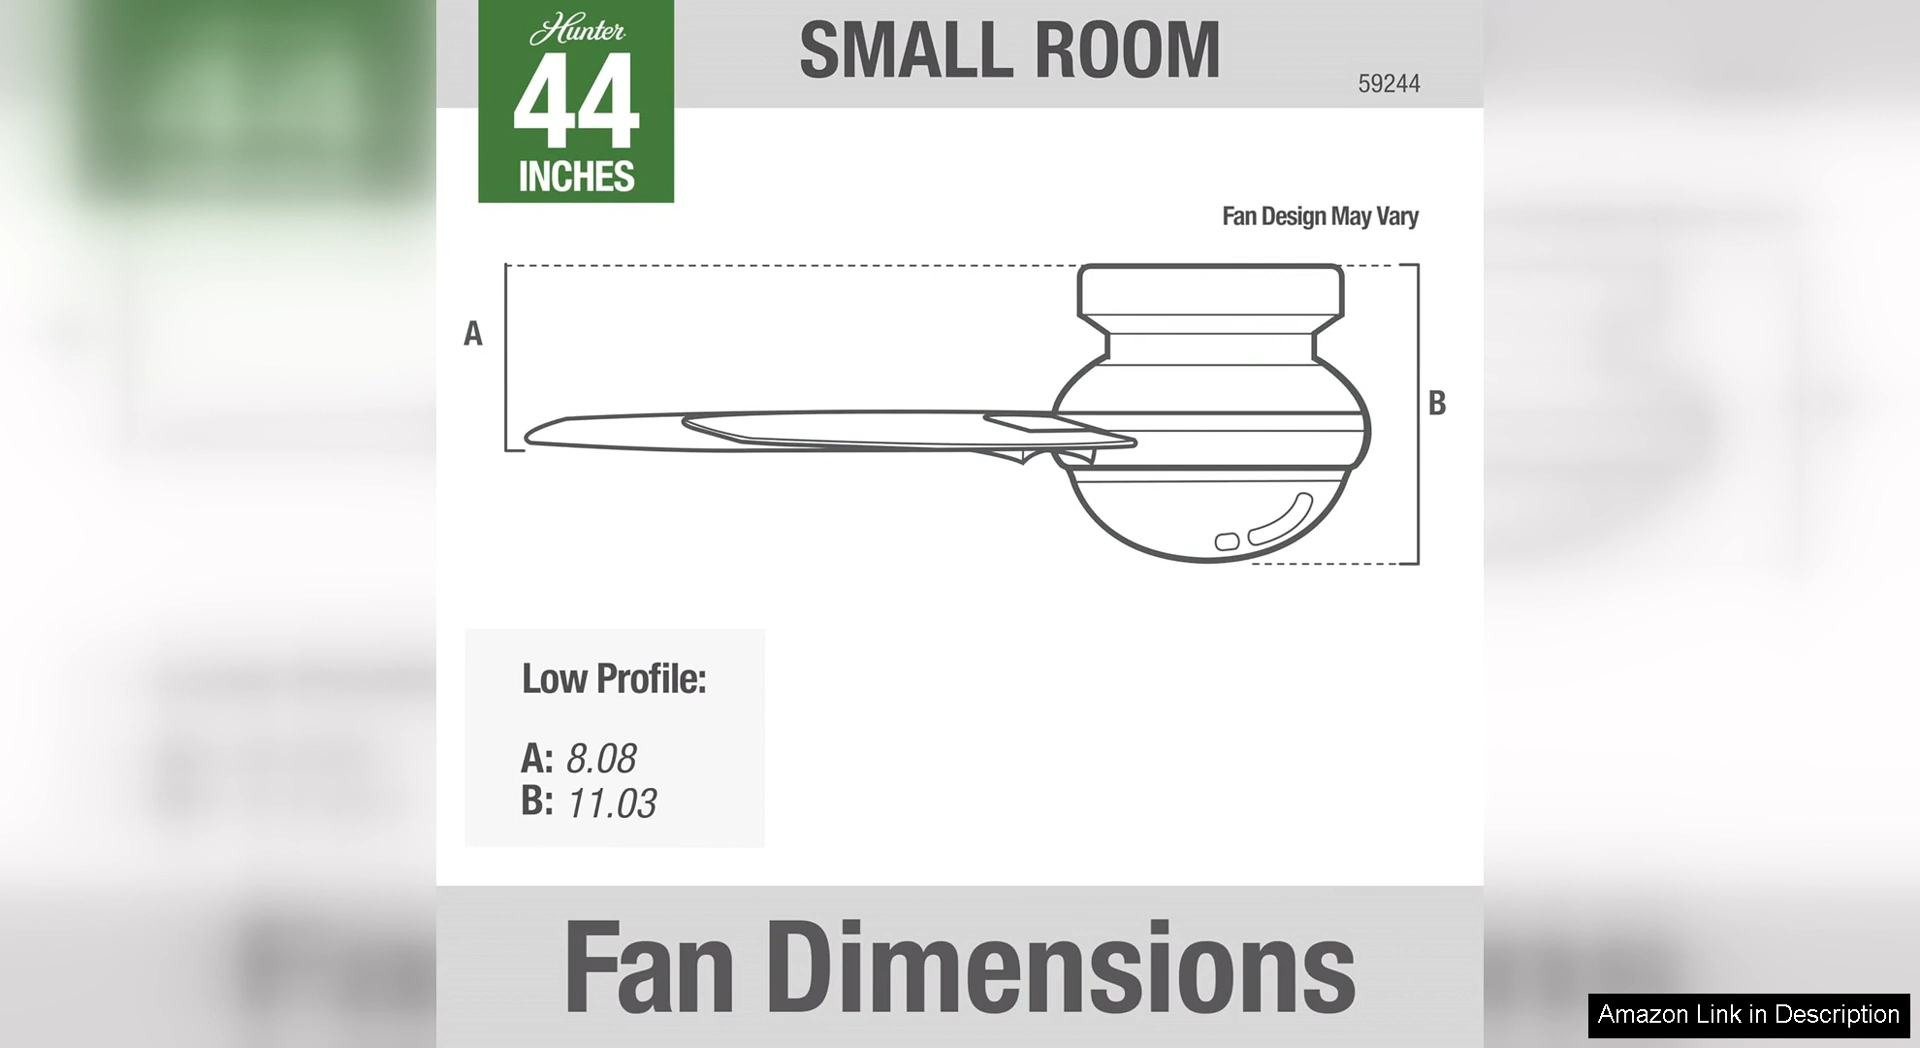 Hunter
44
INCHES
SMALL ROOM
59244
Fan Design May Vary
A
B
Low Profile:
A: 8.08
B: 11.03
Fan Dimensions
Amazon Link in Description